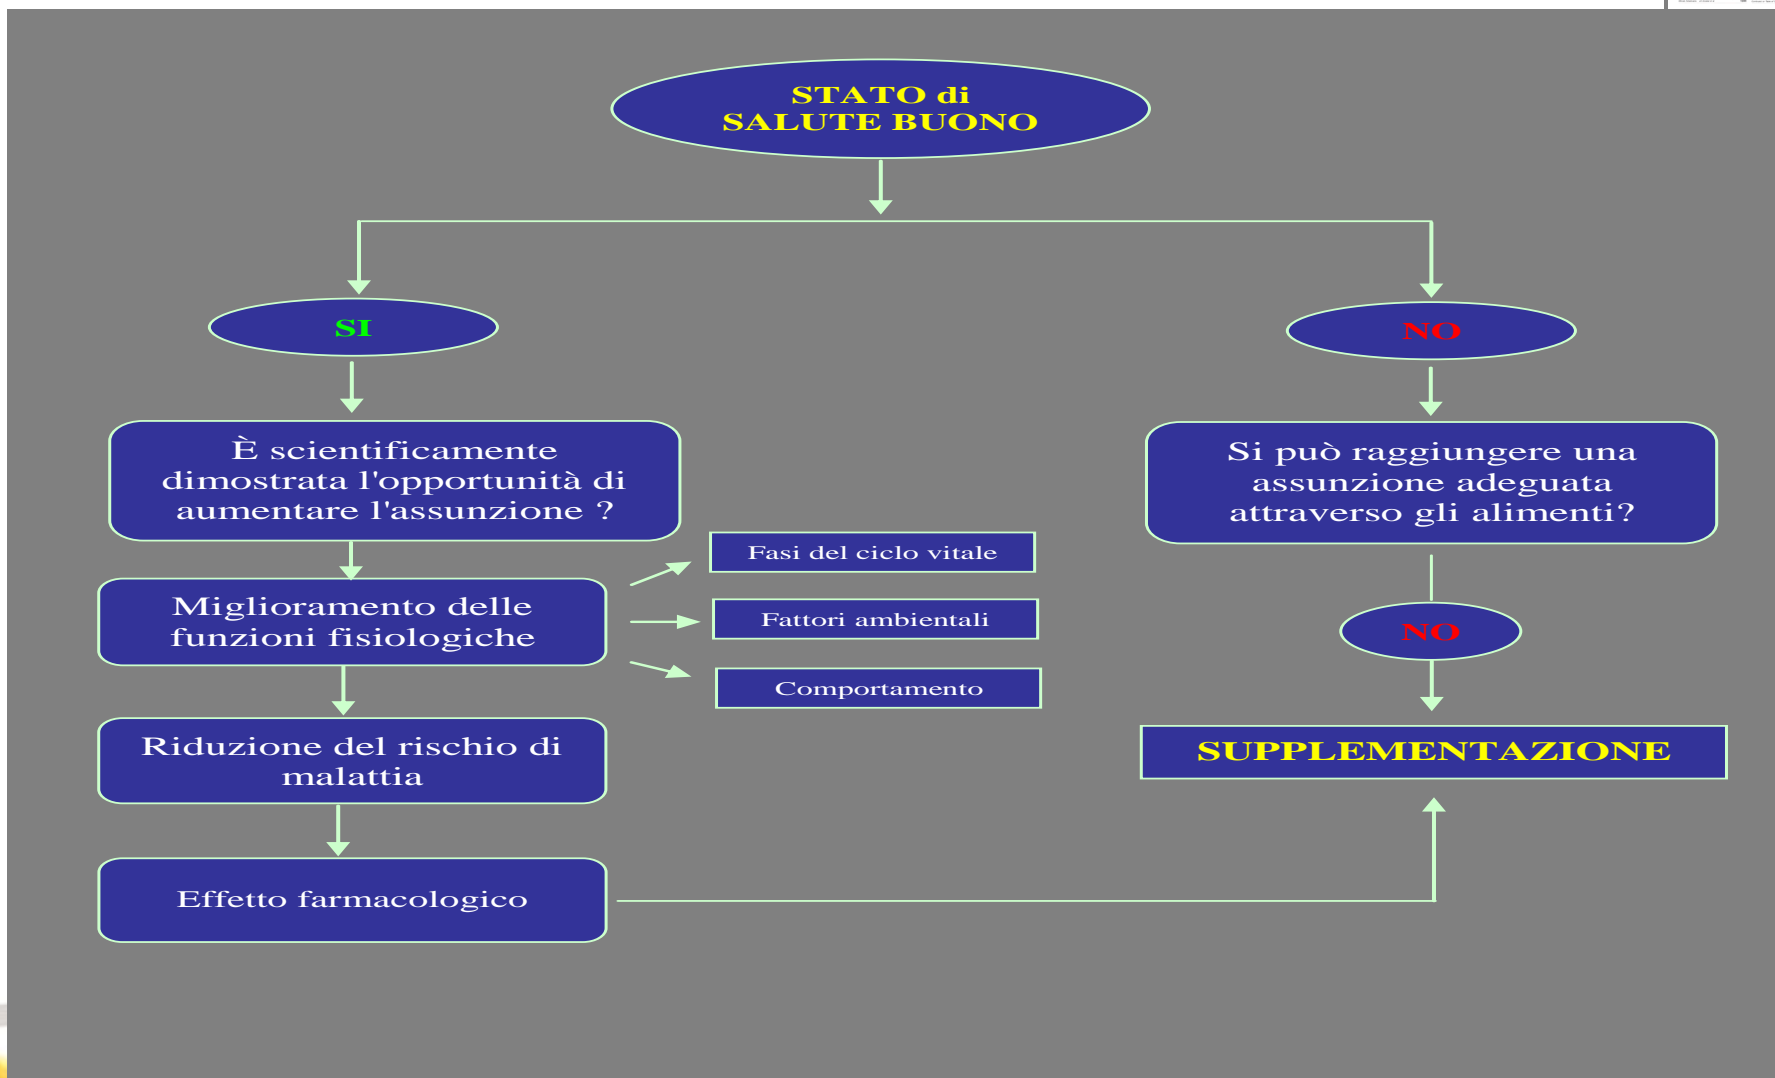 STATO di
SALUTE BUONO
SI
NO
È scientificamente
dimostrata l'opportunità di
aumentare l'assunzione ?
Si può raggiungere una
assunzione adeguata
attraverso gli alimenti?
Fasi del ciclo vitale
Miglioramento delle
funzioni fisiologiche
Fattori ambientali
NO
Comportamento
Riduzione del rischio di
malattia
SUPPLEMENTAZIONE
Effetto farmacologico